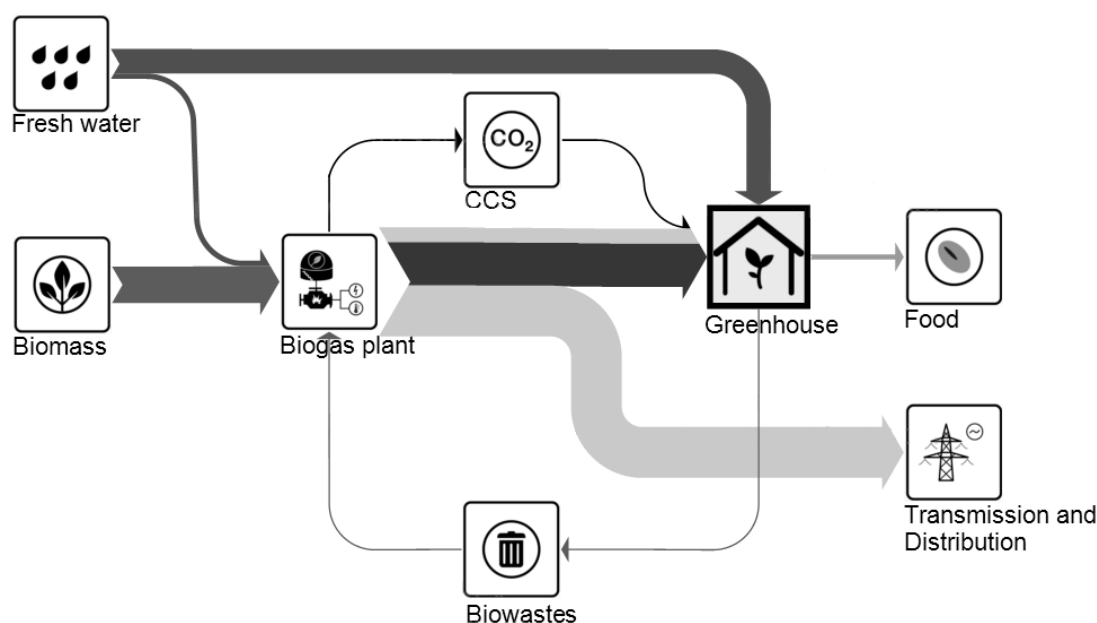 Fresh water
CO₂
CCS
Biomass
Biogas plant
Greenhouse
Food
Transmission and
Distribution
Biowastes